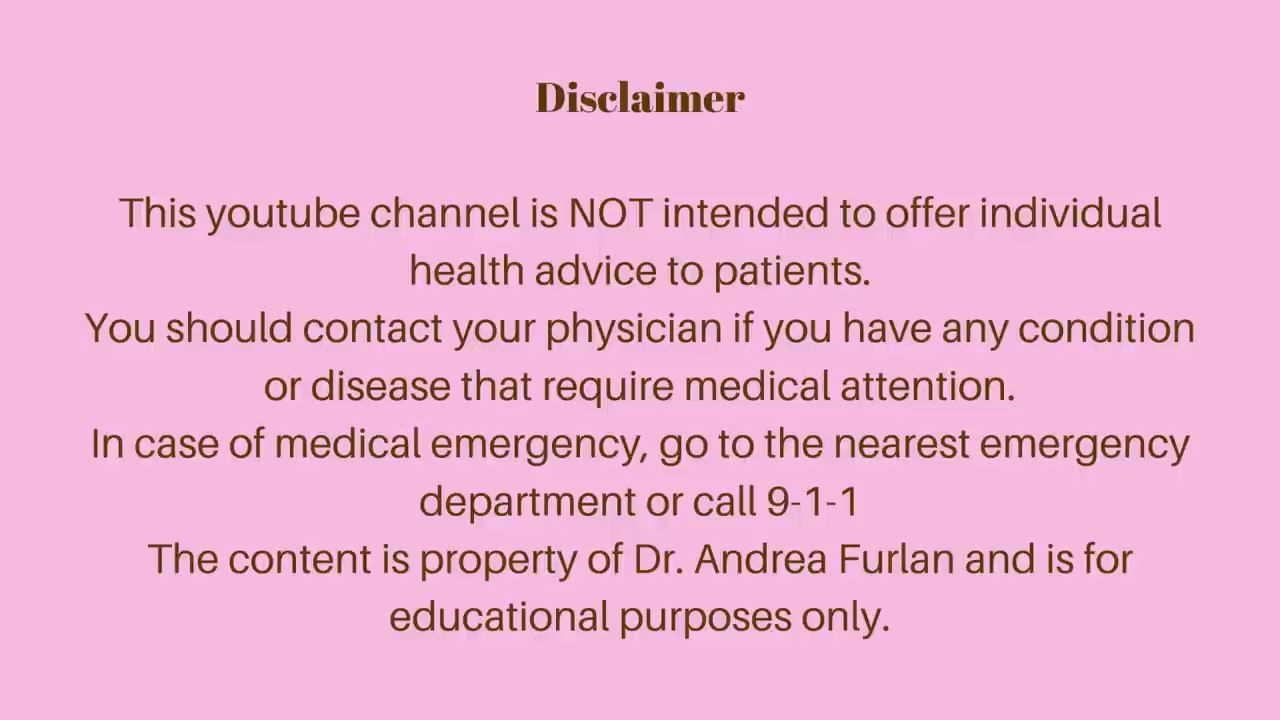 Disclaimer
This youtube channel is NOT intended to offer individual
health advice to patients.
You should contact your physician if you have any condition
or disease that require medical attention.
In case of medical emergency, go to the nearest emergency
department or call 9-1-1
The content is property of Dr. Andrea Furlan and is for
educational purposes only.